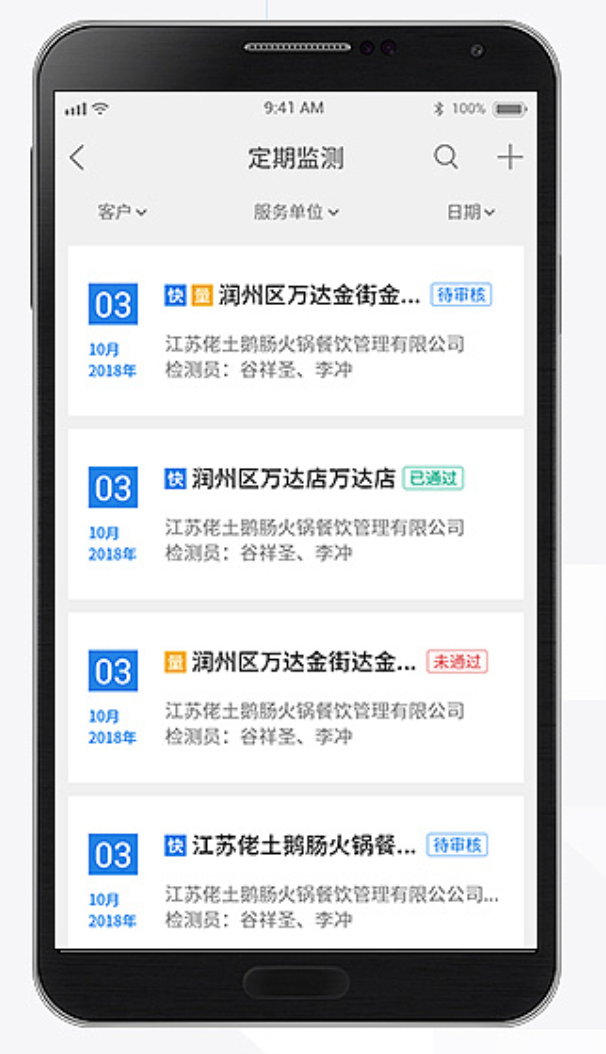 9:41 AM
100%
定期监测
客户
服务单位
日期
03
10月
2018年
快 量 润州区万达金街金... 待审核
江苏佬土鹅肠火锅餐饮管理有限公司
检测员：谷祥圣、李冲
03
10月
2018年
快 润州区万达店万达店 已通过
江苏佬土鹅肠火锅餐饮管理有限公司
检测员：谷祥圣、李冲
03
10月
2018年
量 润州区万达金街达金... 未通过
江苏佬土鹅肠火锅餐饮管理有限公司
检测员：谷祥圣、李冲
03
10月
2018年
快 江苏佬土鹅肠火锅餐... 待审核
江苏佬土鹅肠火锅餐饮管理有限公公司...
检测员：谷祥圣、李冲